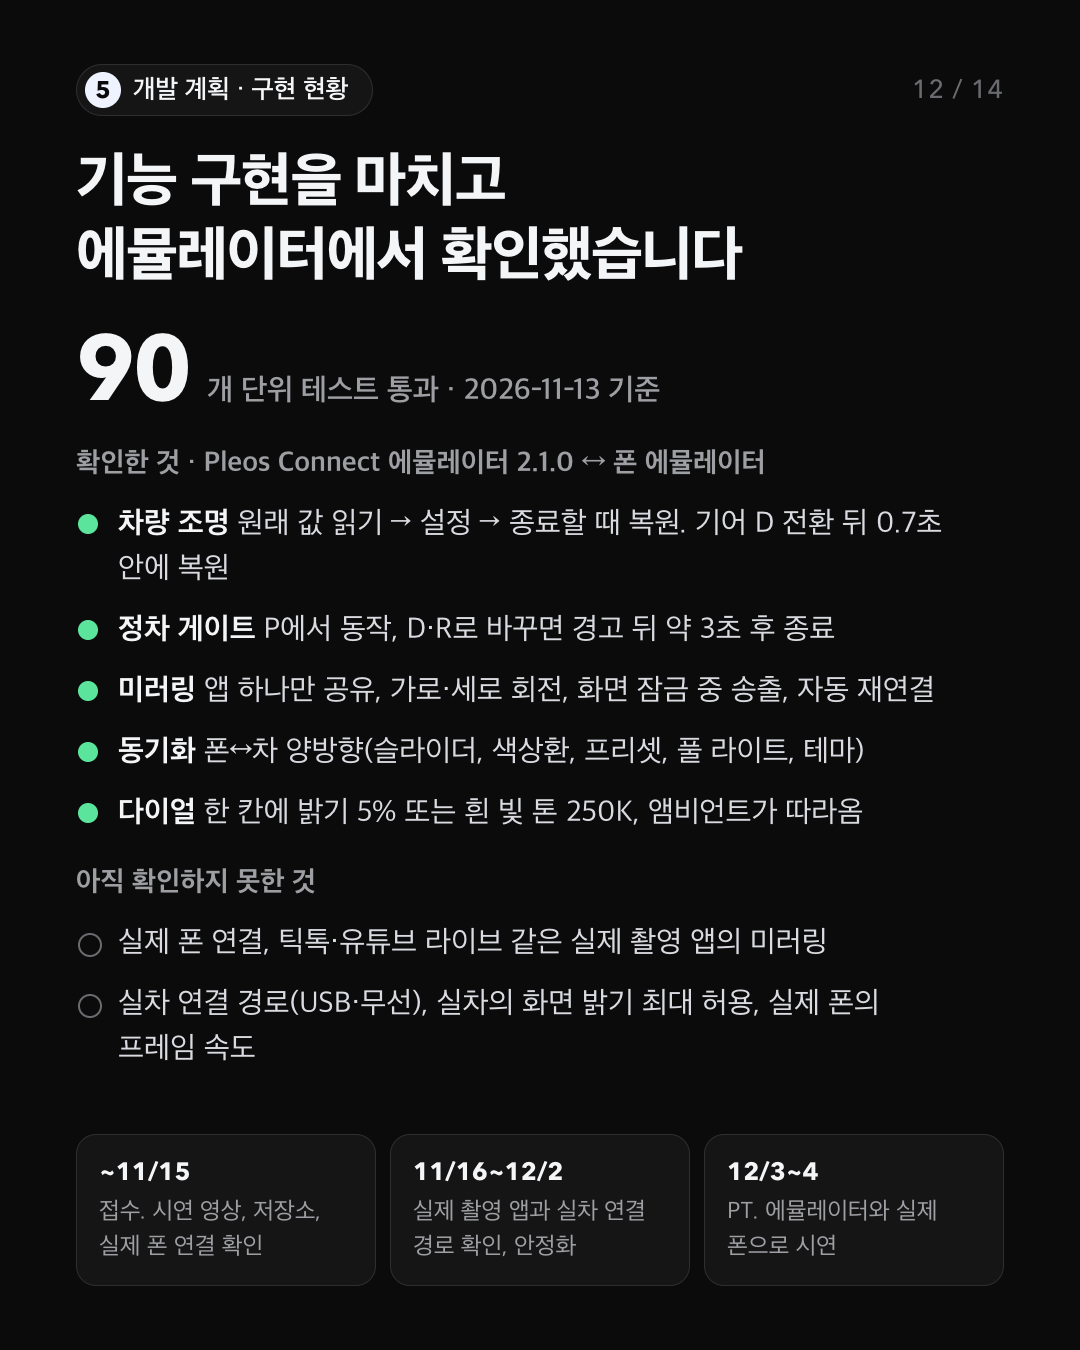 5 개발 계획 · 구현 현황
12 / 14
기능 구현을 마치고
에뮬레이터에서 확인했습니다
90 개 단위 테스트 통과 · 2026-11-13 기준
확인한 것 · Pleos Connect 에뮬레이터 2.1.0 ↔ 폰 에뮬레이터
차량 조명 원래 값 읽기 → 설정 → 종료할 때 복원. 기어 D 전환 뒤 0.7초
안에 복원
정차 게이트 P에서 동작, D·R로 바꾸면 경고 뒤 약 3초 후 종료
미러링 앱 하나만 공유, 가로·세로 회전, 화면 잠금 중 송출, 자동 재연결
동기화 폰↔차 양방향(슬라이더, 색상환, 프리셋, 풀 라이트, 테마)
다이얼 한 칸에 밝기 5% 또는 흰 빛 톤 250K, 앰비언트가 따라옴
아직 확인하지 못한 것
실제 폰 연결, 틱톡·유튜브 라이브 같은 실제 촬영 앱의 미러링
실차 연결 경로(USB·무선), 실차의 화면 밝기 최대 허용, 실제 폰의
프레임 속도
~11/15
접수. 시연 영상, 저장소,
실제 폰 연결 확인
11/16~12/2
실제 촬영 앱과 실차 연결
경로 확인, 안정화
12/3~4
PT. 에뮬레이터와 실제
폰으로 시연